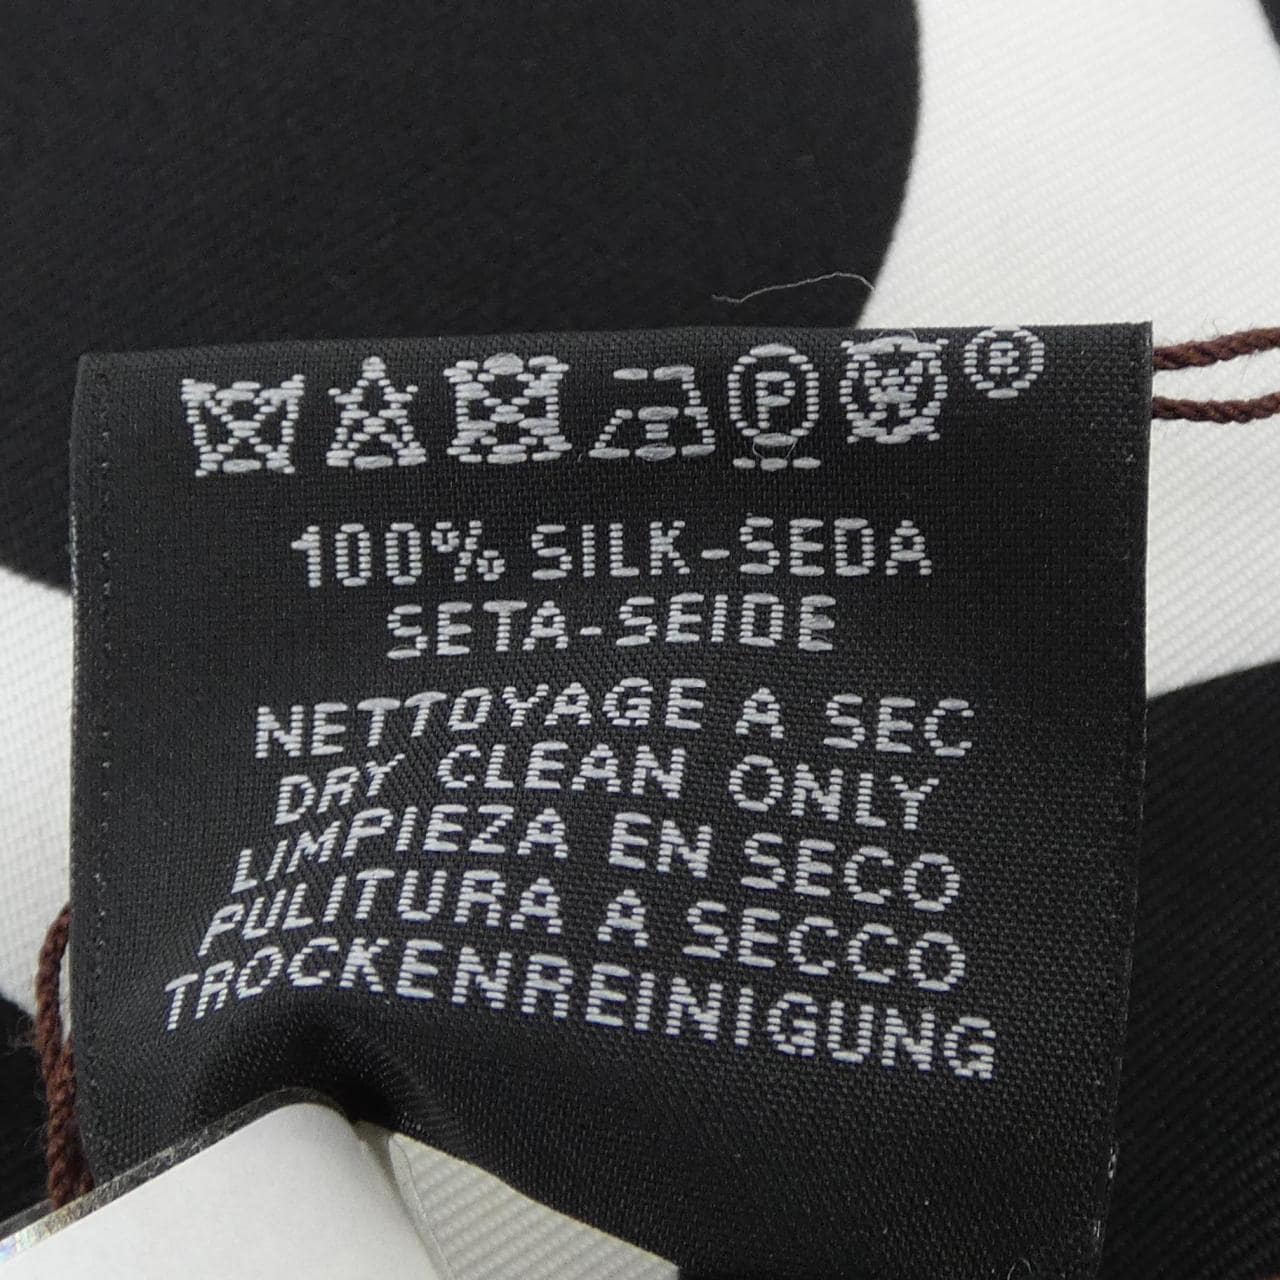 P W ®
100% SILK-SEDA
SETA-SEIDE
NETTOYAGE A SEC
DRY CLEAN ONLY
LIMPIEZA EN SECO
PULITURA A SECCO
TROCKENREINIGUNG